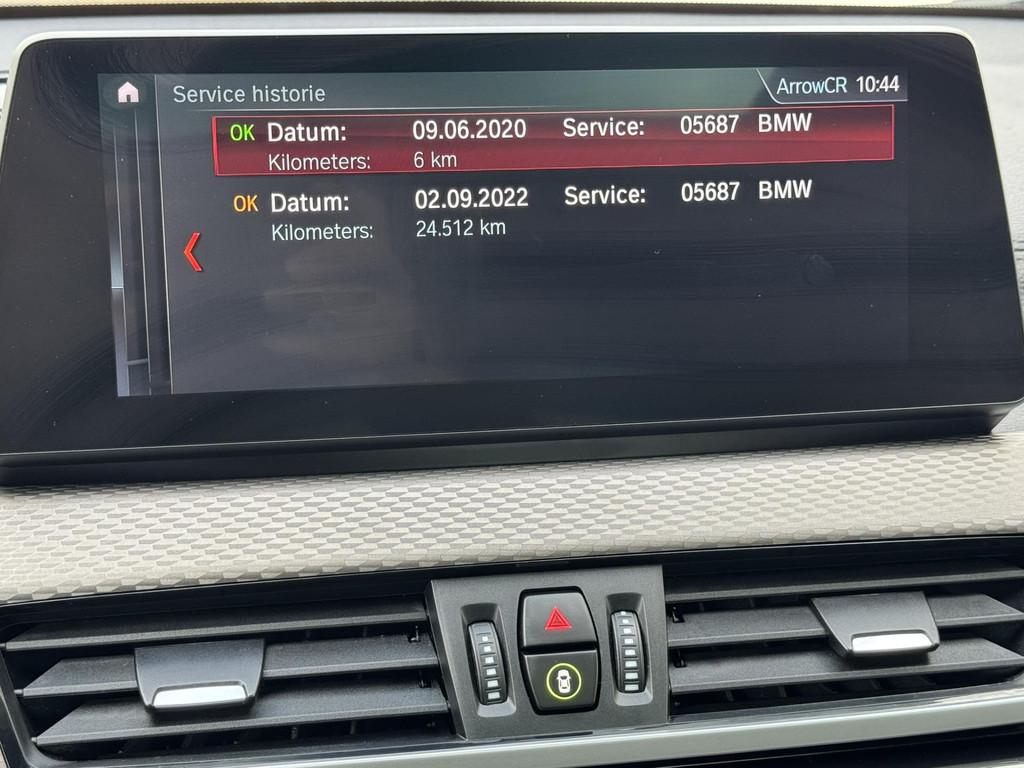 Service historie
ArrowCR 10:44
OK Datum: 09.06.2020 Service: 05687 BMW
Kilometers: 6 km
OK Datum: 02.09.2022 Service: 05687 BMW
Kilometers: 24.512 km